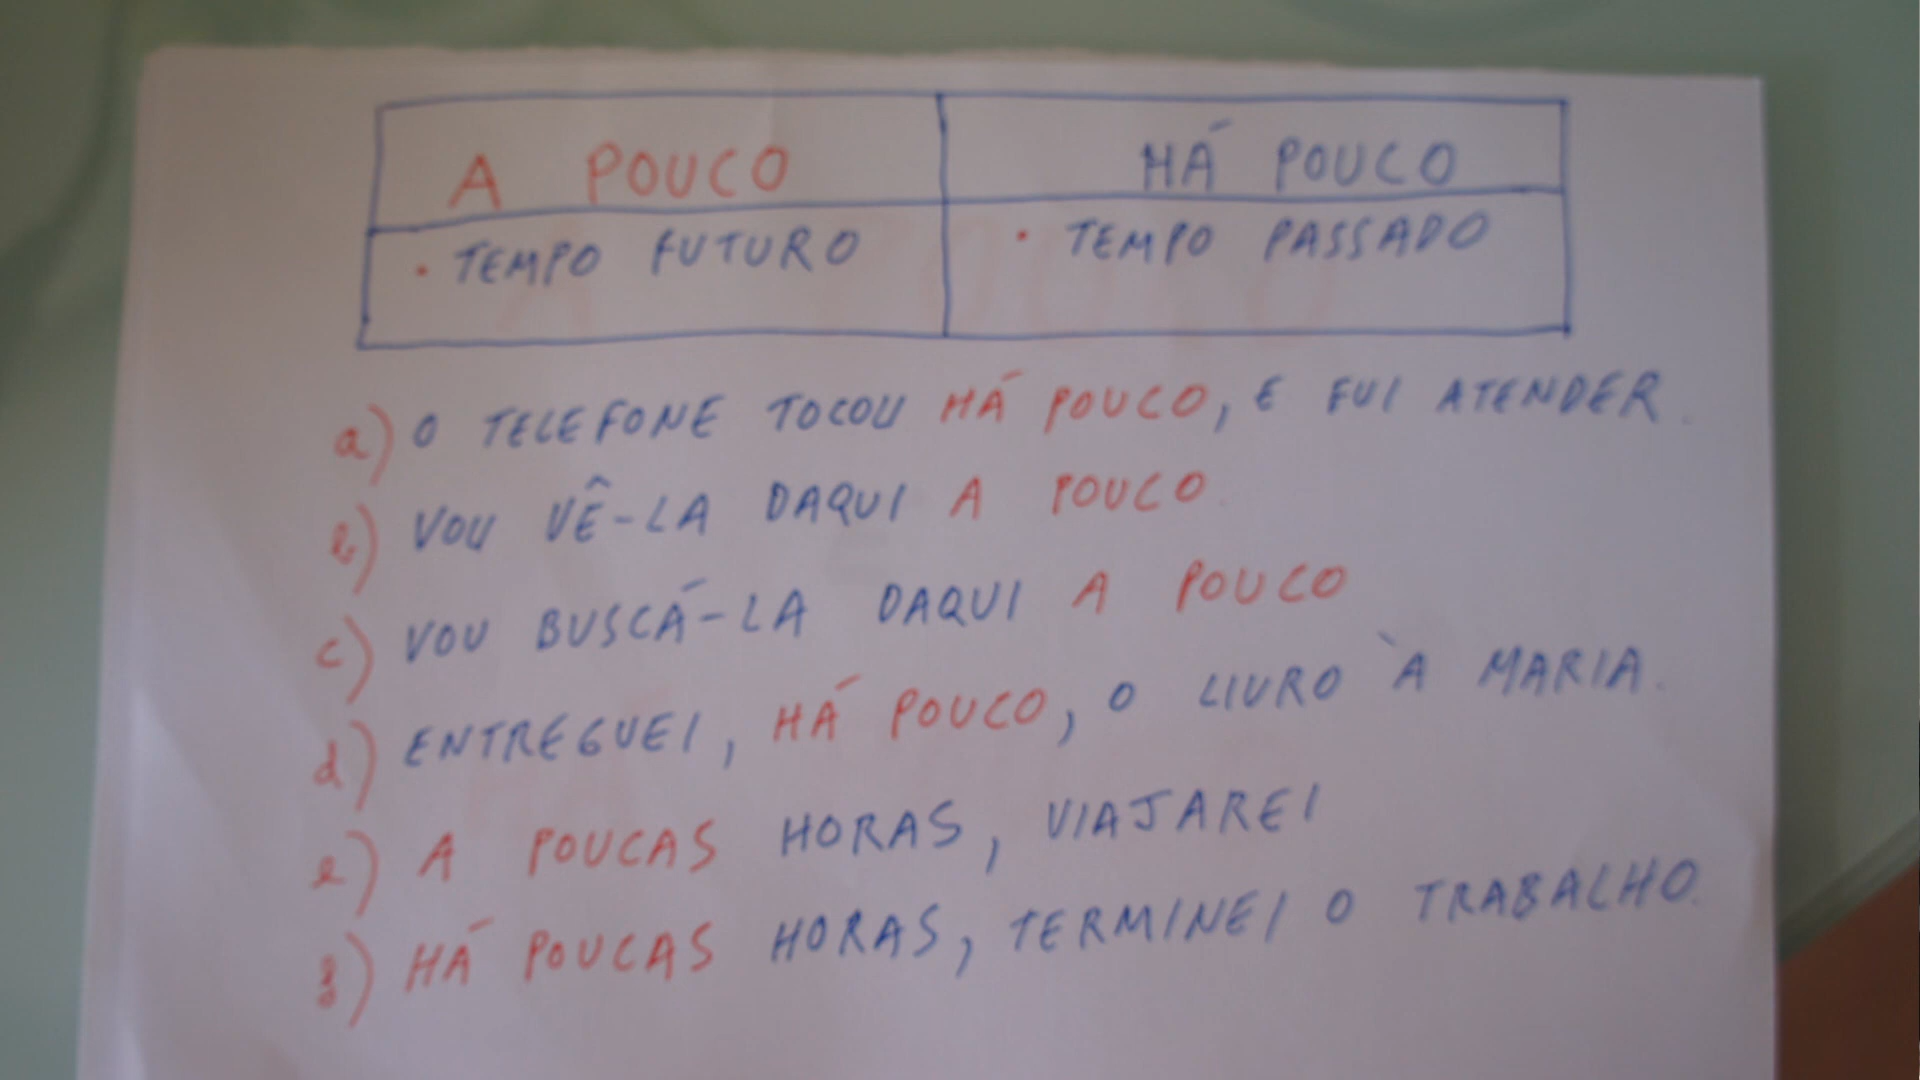 A POUCO HÁ POUCO
• TEMPO FUTURO • TEMPO PASSADO
a) O TELEFONE TOCOU HÁ POUCO, E FUI ATENDER.
b) VOU VÊ-LA DAQUI A POUCO.
c) VOU BUSCÁ-LA DAQUI A POUCO
d) ENTREGUEI, HÁ POUCO, O LIVRO À MARIA.
e) A POUCAS HORAS, VIAJAREI
f) HÁ POUCAS HORAS, TERMINEI O TRABALHO.